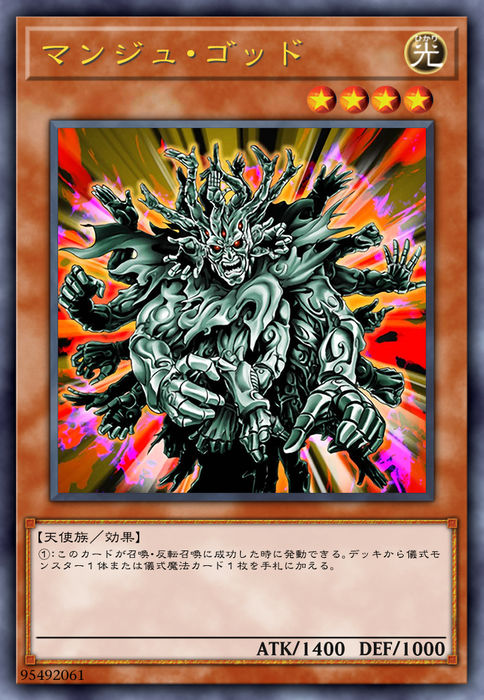 マンジュ・ゴッド
ひかり
光
【天使族／効果】
①:このカードが召喚・反転召喚に成功した時に発動できる。デッキから儀式モ
ンスター１体または儀式魔法カード１枚を手札に加える。
ATK/1400 DEF/1000
95492061